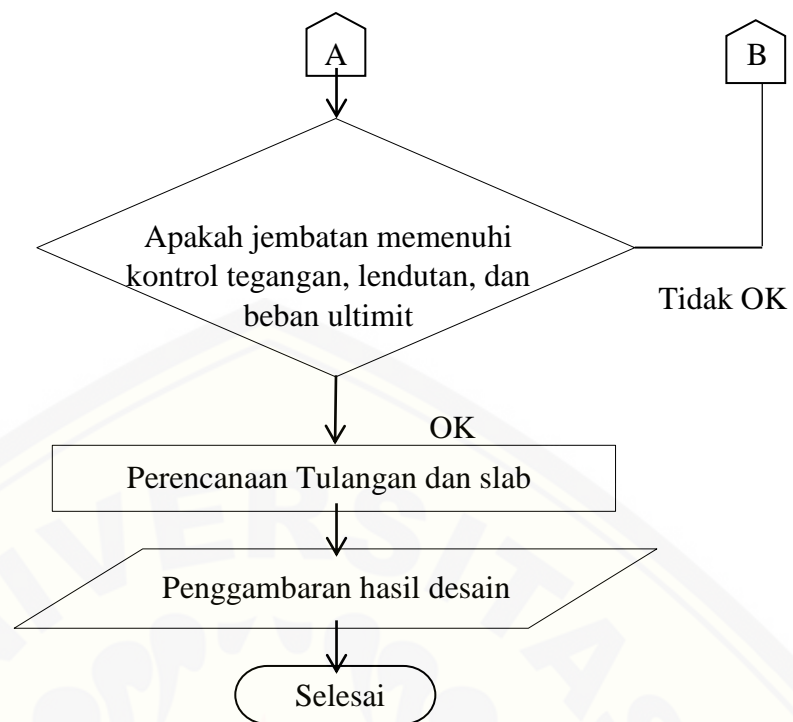 A
B
Apakah jembatan memenuhi
kontrol tegangan, lendutan, dan
beban ultimit
Tidak OK
OK
Perencanaan Tulangan dan slab
Penggambaran hasil desain
Selesai